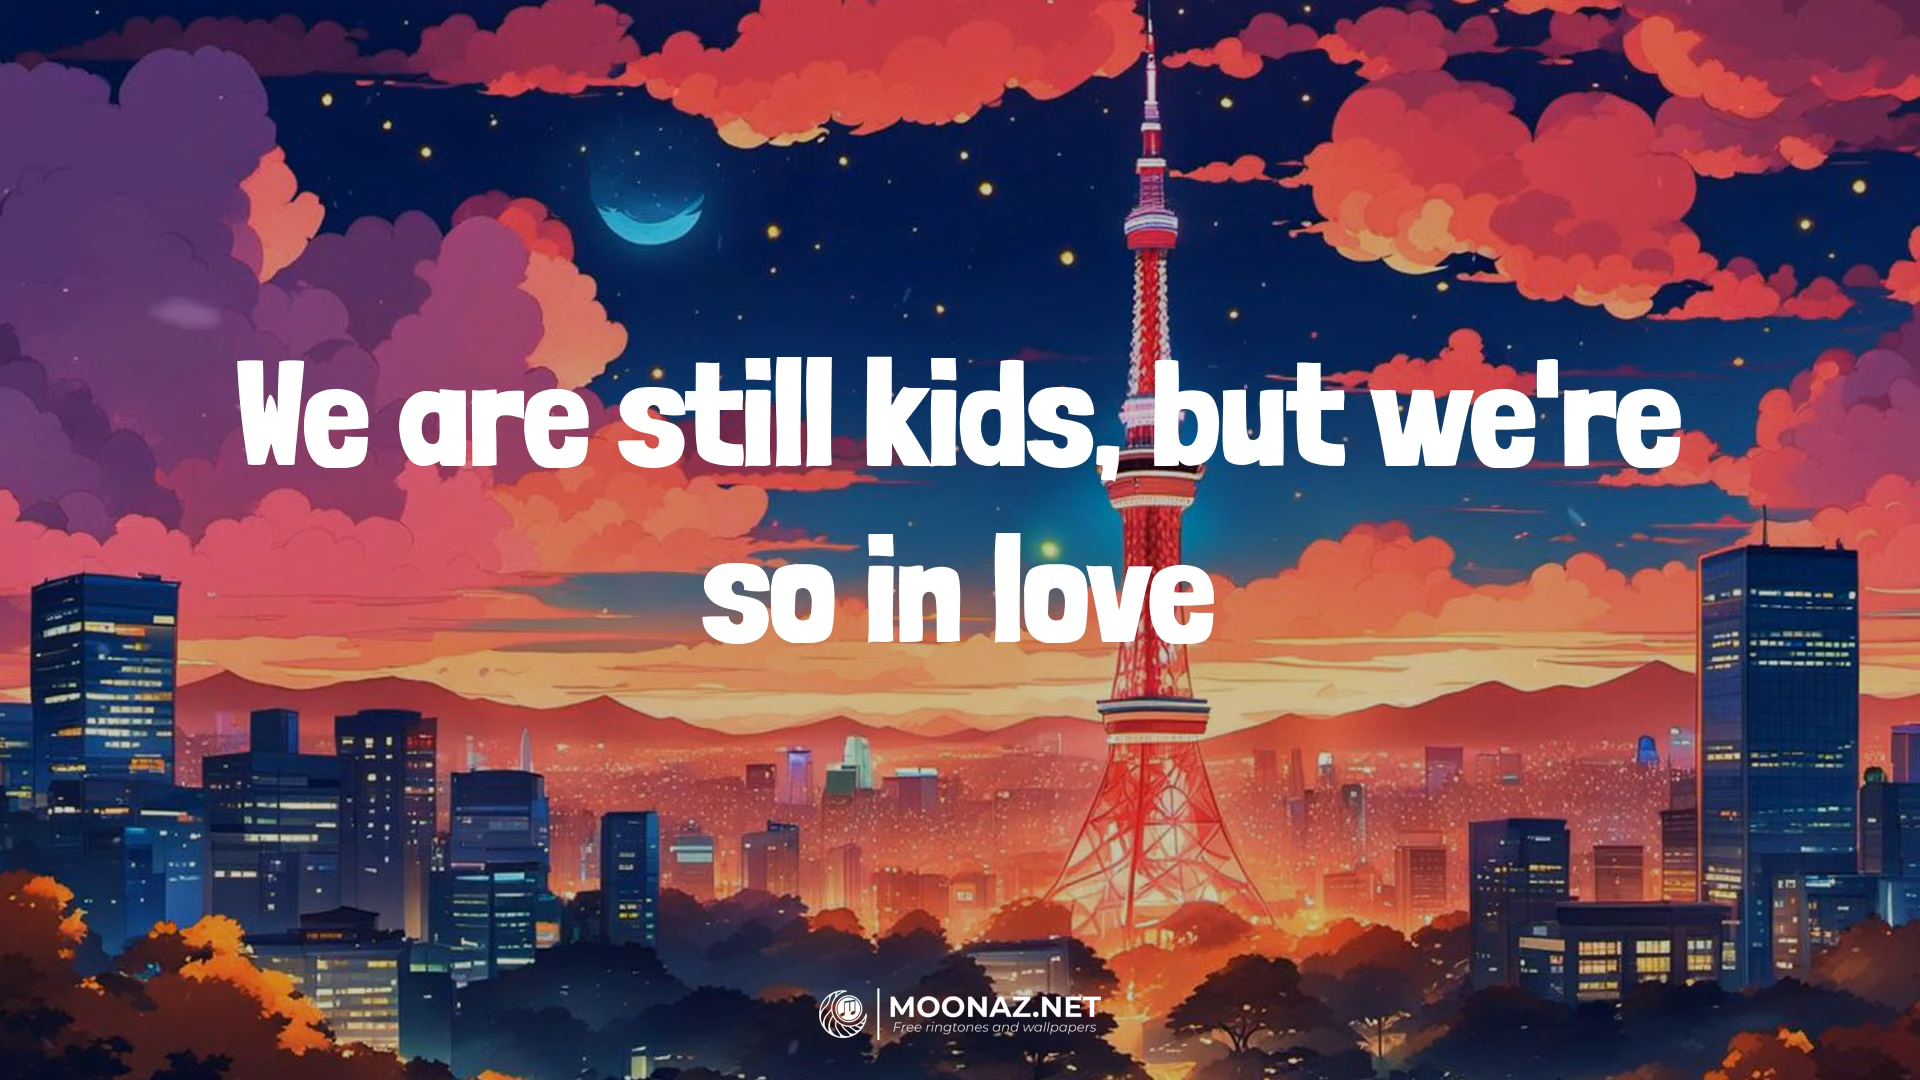 We are still kids, but we're
so in love
MOONAZ.NET
Free ringtones and wallpapers